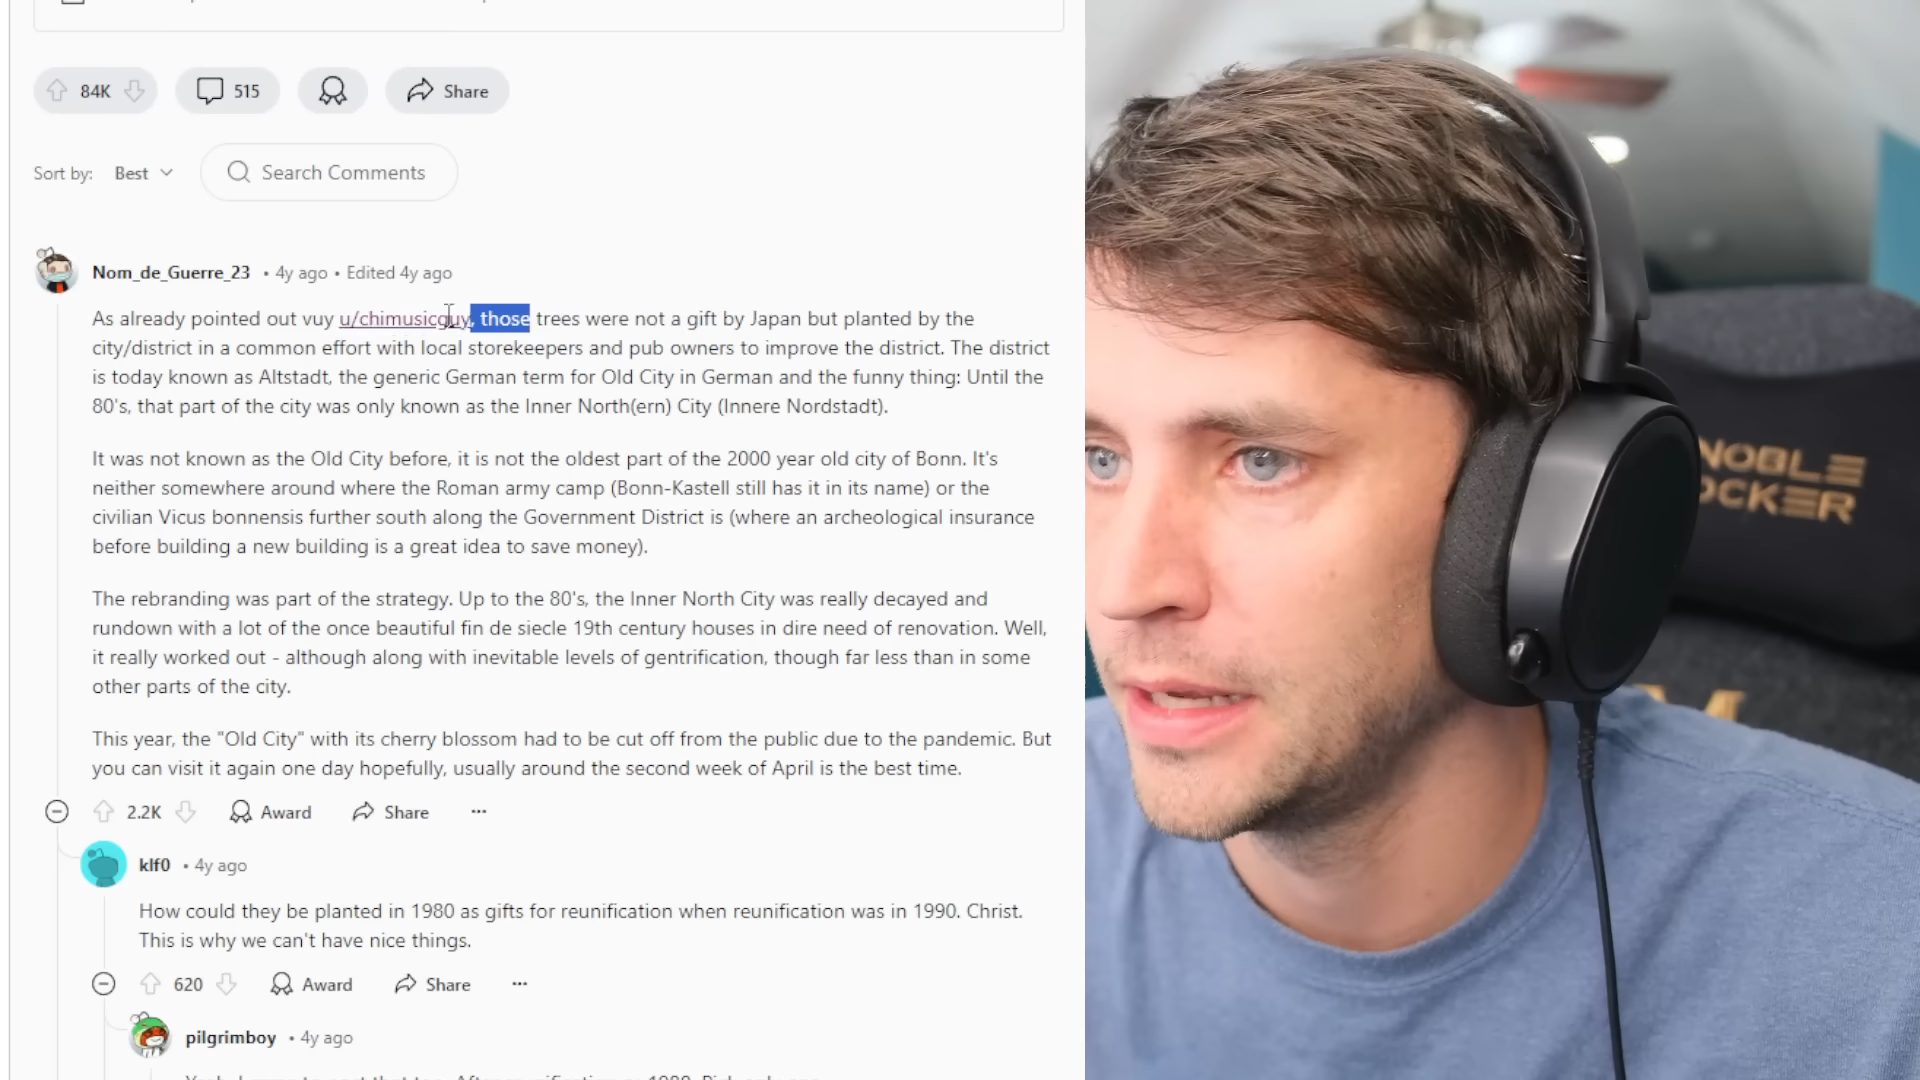 84K
515
Share
Sort by:
Best
Search Comments
Nom_de_Guerre_23 • 4y ago • Edited 4y ago
As already pointed out vuy u/chimusicguy, those trees were not a gift by Japan but planted by the
city/district in a common effort with local storekeepers and pub owners to improve the district. The district
is today known as Altstadt, the generic German term for Old City in German and the funny thing: Until the
80's, that part of the city was only known as the Inner North(ern) City (Innere Nordstadt).
It was not known as the Old City before, it is not the oldest part of the 2000 year old city of Bonn. It's
neither somewhere around where the Roman army camp (Bonn-Kastell still has it in its name) or the
civilian Vicus bonnensis further south along the Government District is (where an archeological insurance
before building a new building is a great idea to save money).
The rebranding was part of the strategy. Up to the 80's, the Inner North City was really decayed and
rundown with a lot of the once beautiful fin de siecle 19th century houses in dire need of renovation. Well,
it really worked out - although along with inevitable levels of gentrification, though far less than in some
other parts of the city.
This year, the "Old City" with its cherry blossom had to be cut off from the public due to the pandemic. But
you can visit it again one day hopefully, usually around the second week of April is the best time.
2.2K
Award
Share
klf0 • 4y ago
How could they be planted in 1980 as gifts for reunification when reunification was in 1990. Christ.
This is why we can't have nice things.
620
Award
Share
pilgrimboy • 4y ago
NOBLE
OCKER